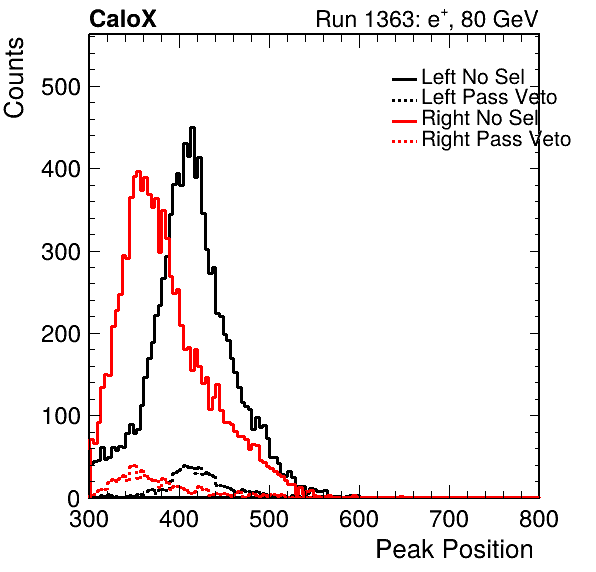 CaloX
Run 1363: e+, 80 GeV
Counts
Left No Sel
Left Pass Veto
Right No Sel
Right Pass Veto
500
400
300
200
100
0
300 400 500 600 700 800
Peak Position